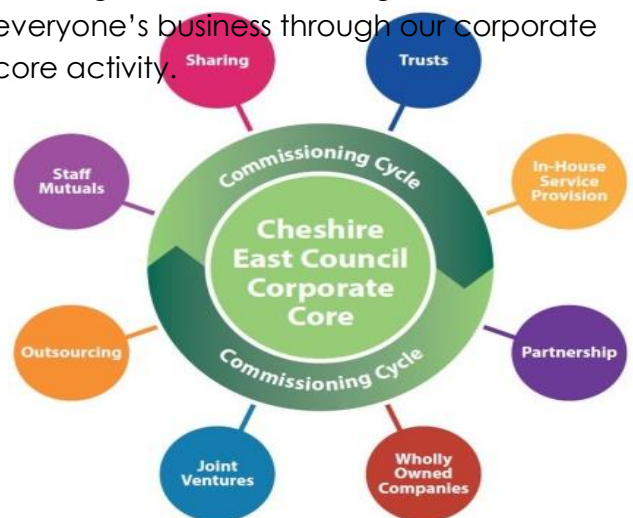 everyone's business through our corporate
core activity.
Sharing
Trusts
Commissioning Cycle
Staff
Mutuals
In-House
Service
Provision
Cheshire
East Council
Corporate
Core
Outsourcing
Partnership
Commissioning Cycle
Joint
Ventures
Wholly
Owned
Companies